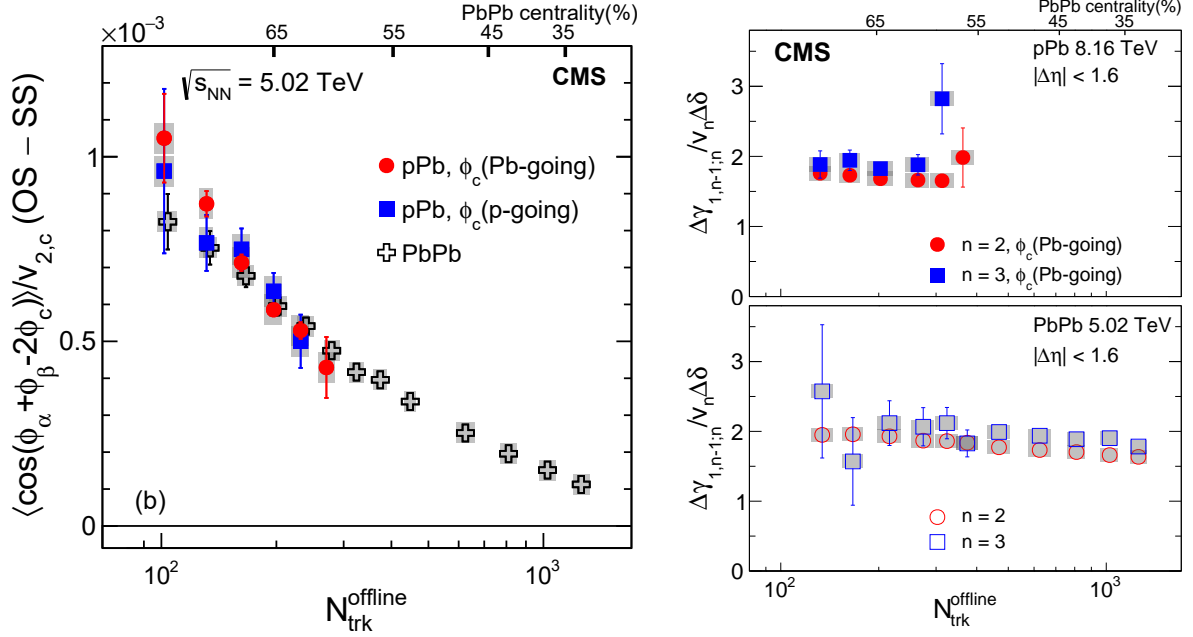 PbPb centrality(%)
65 55 45 35
×10⁻³
√s_NN = 5.02 TeV
CMS
⟨cos(ϕ_α + ϕ_β - 2ϕ_c)⟩/v_2,c (OS − SS)
1
0.5
0
pPb, ϕ_c(Pb-going)
pPb, ϕ_c(p-going)
PbPb
(b)
10² 10³
N_trk^offline
PbPb centrality(%)
65 55 45 35
CMS
pPb 8.16 TeV
|Δη| < 1.6
Δγ_1,n-1;n/v_nΔδ
3
2
1
0
n = 2, ϕ_c(Pb-going)
n = 3, ϕ_c(Pb-going)
PbPb 5.02 TeV
|Δη| < 1.6
Δγ_1,n-1;n/v_nΔδ
3
2
1
0
n = 2
n = 3
10² 10³
N_trk^offline